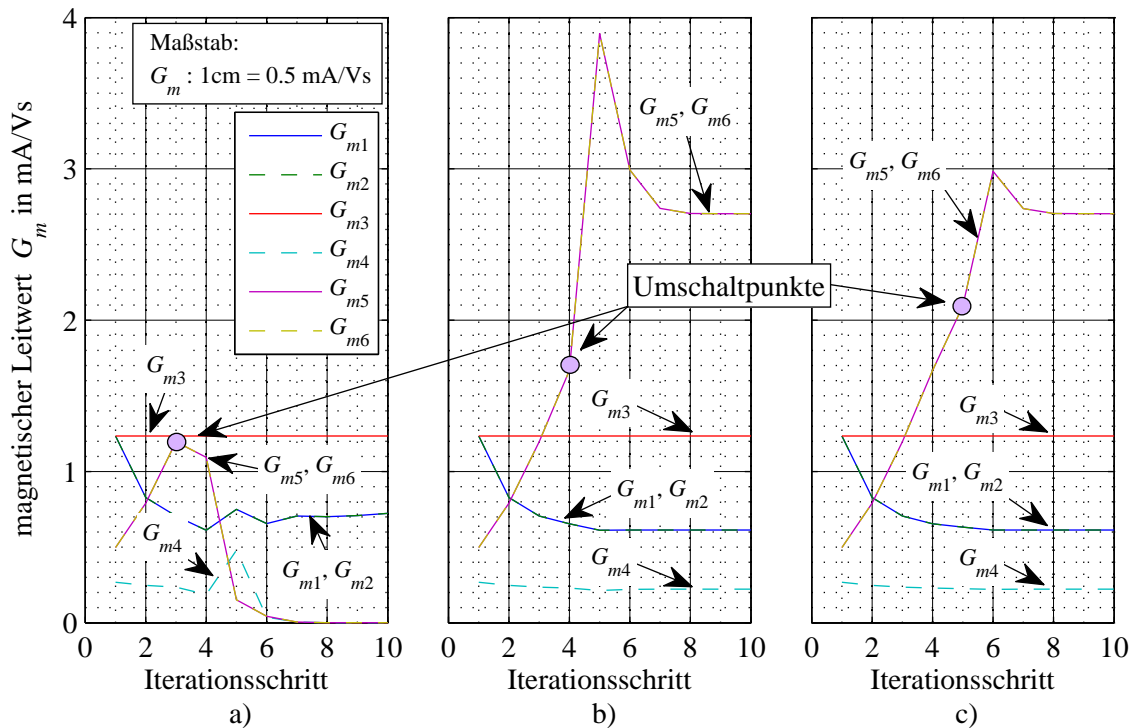 magnetischer Leitwert G_m in mA/Vs
4
3
2
1
0
Maßstab:
G_m : 1cm = 0.5 mA/Vs
G_m1
G_m2
G_m3
G_m4
G_m5
G_m6
G_m3
G_m5, G_m6
G_m4
G_m1, G_m2
0 2 4 6 8 10
Iterationsschritt
a)
G_m5, G_m6
Umschaltpunkte
G_m3
G_m1, G_m2
G_m4
0 2 4 6 8 10
Iterationsschritt
b)
G_m5, G_m6
G_m3
G_m1, G_m2
G_m4
0 2 4 6 8 10
Iterationsschritt
c)